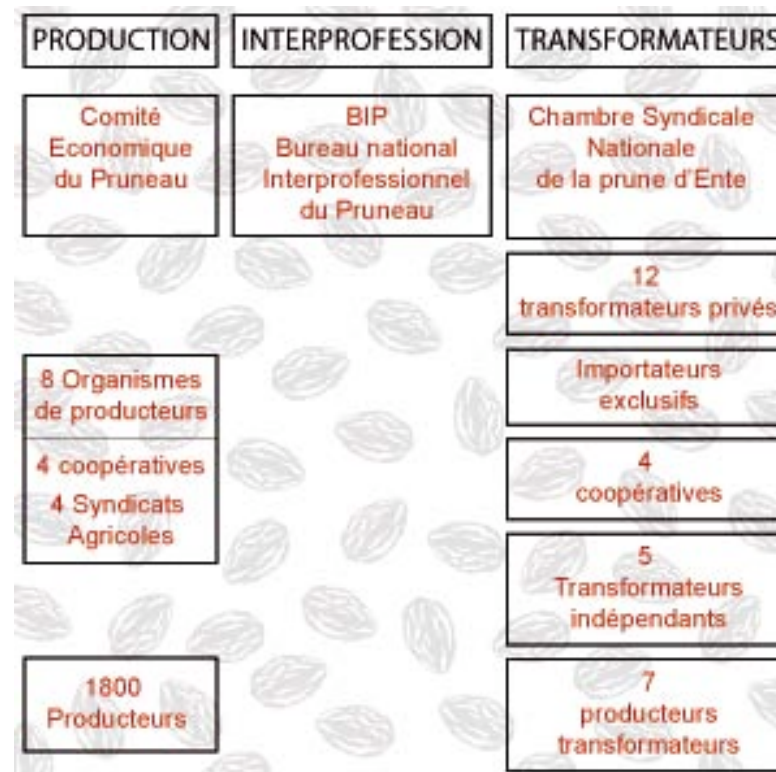 PRODUCTION
INTERPROFESSION
TRANSFORMATEURS
Comité
Economique
du Pruneau
BIP
Bureau national
Interprofessionnel
du Pruneau
Chambre Syndicale
Nationale
de la prune d'Ente
12
transformateurs privés
8 Organismes
de producteurs
Importateurs
exclusifs
4 coopératives
4 Syndicats
Agricoles
4
coopératives
5
Transformateurs
indépendants
1800
Producteurs
7
producteurs
transformateurs